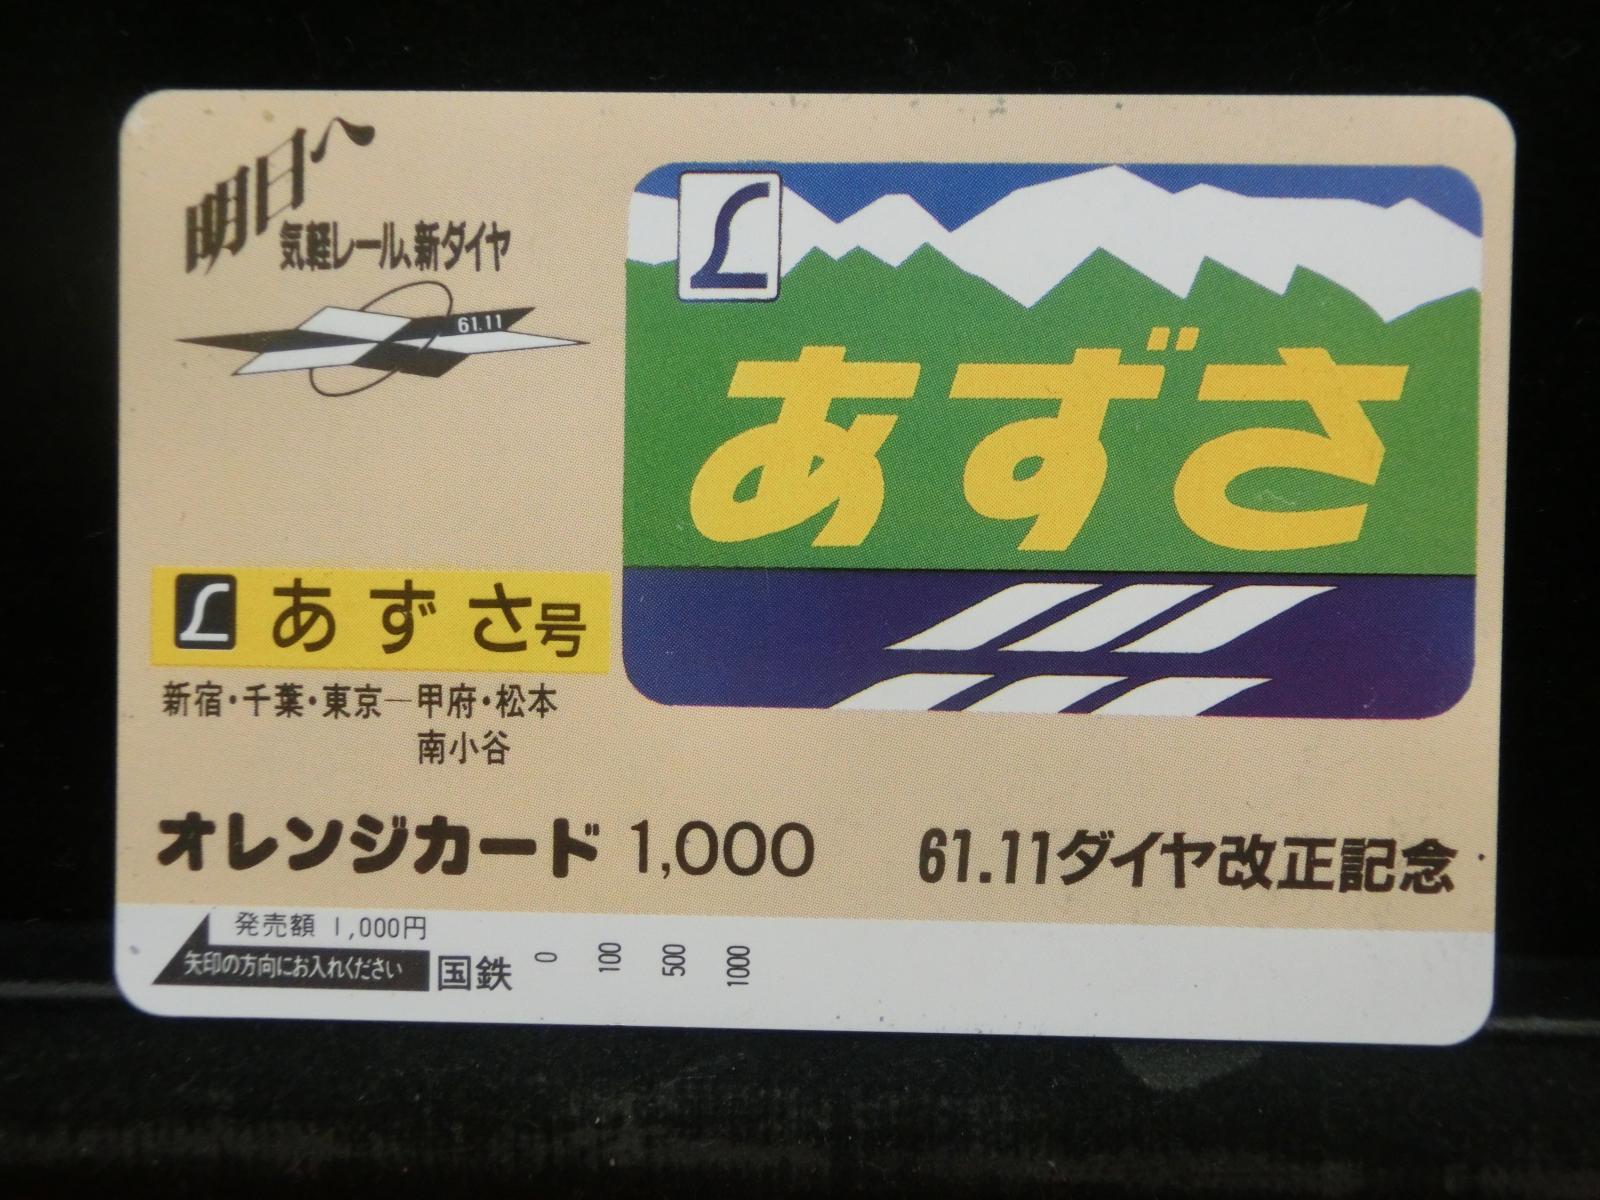 明日へ
気軽レール、新ダイヤ
61.11
L
あずさ
L あずさ号
新宿・千葉・東京―甲府・松本
南小谷
オレンジカード 1,000
61.11ダイヤ改正記念
発売額 1,000円
矢印の方向にお入れください
国鉄 0 100 500 1000